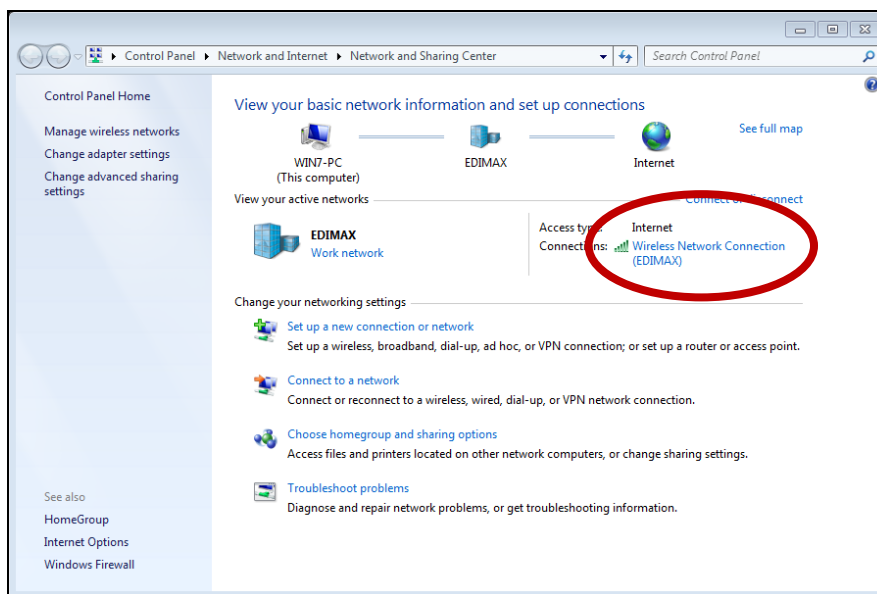 Control Panel Network and Internet Network and Sharing Center
Search Control Panel
Control Panel Home
Manage wireless networks
Change adapter settings
Change advanced sharing
settings
View your basic network information and set up connections
See full map
WIN7-PC
(This computer)
EDIMAX
Internet
View your active networks
Connect or disconnect
EDIMAX
Work network
Access type: Internet
Connections: Wireless Network Connection
(EDIMAX)
Change your networking settings
Set up a new connection or network
Set up a wireless, broadband, dial-up, ad hoc, or VPN connection; or set up a router or access point.
Connect to a network
Connect or reconnect to a wireless, wired, dial-up, or VPN network connection.
Choose homegroup and sharing options
Access files and printers located on other network computers, or change sharing settings.
Troubleshoot problems
Diagnose and repair network problems, or get troubleshooting information.
See also
HomeGroup
Internet Options
Windows Firewall